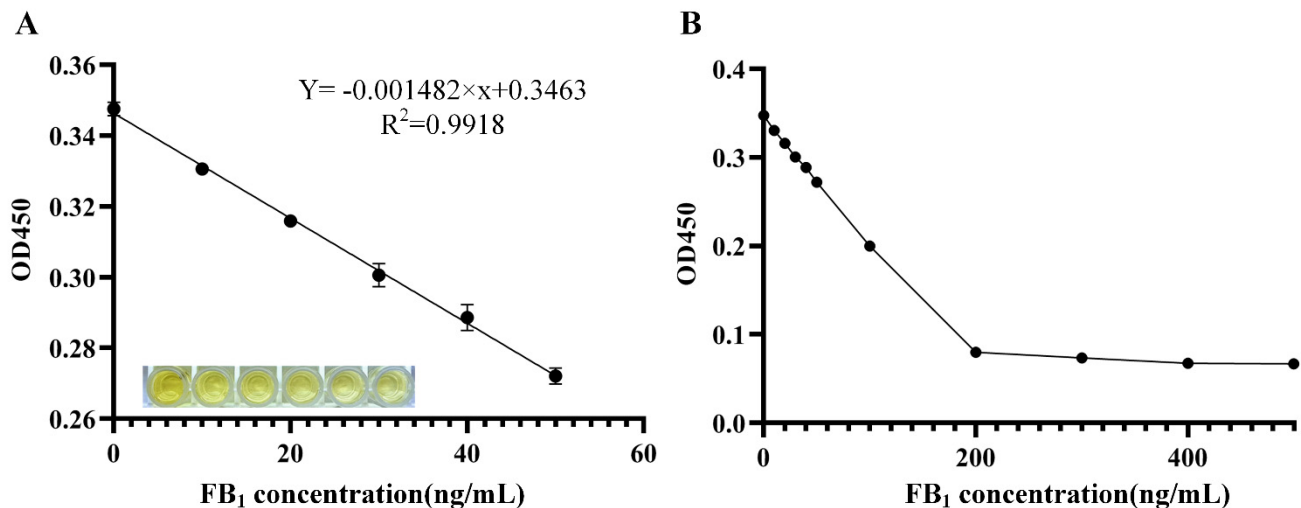 A
Y= -0.001482×x+0.3463
R²=0.9918
OD450
0.36
0.34
0.32
0.30
0.28
0.26
0
20
40
60
FB₁ concentration(ng/mL)
B
OD450
0.4
0.3
0.2
0.1
0.0
0
200
400
FB₁ concentration(ng/mL)